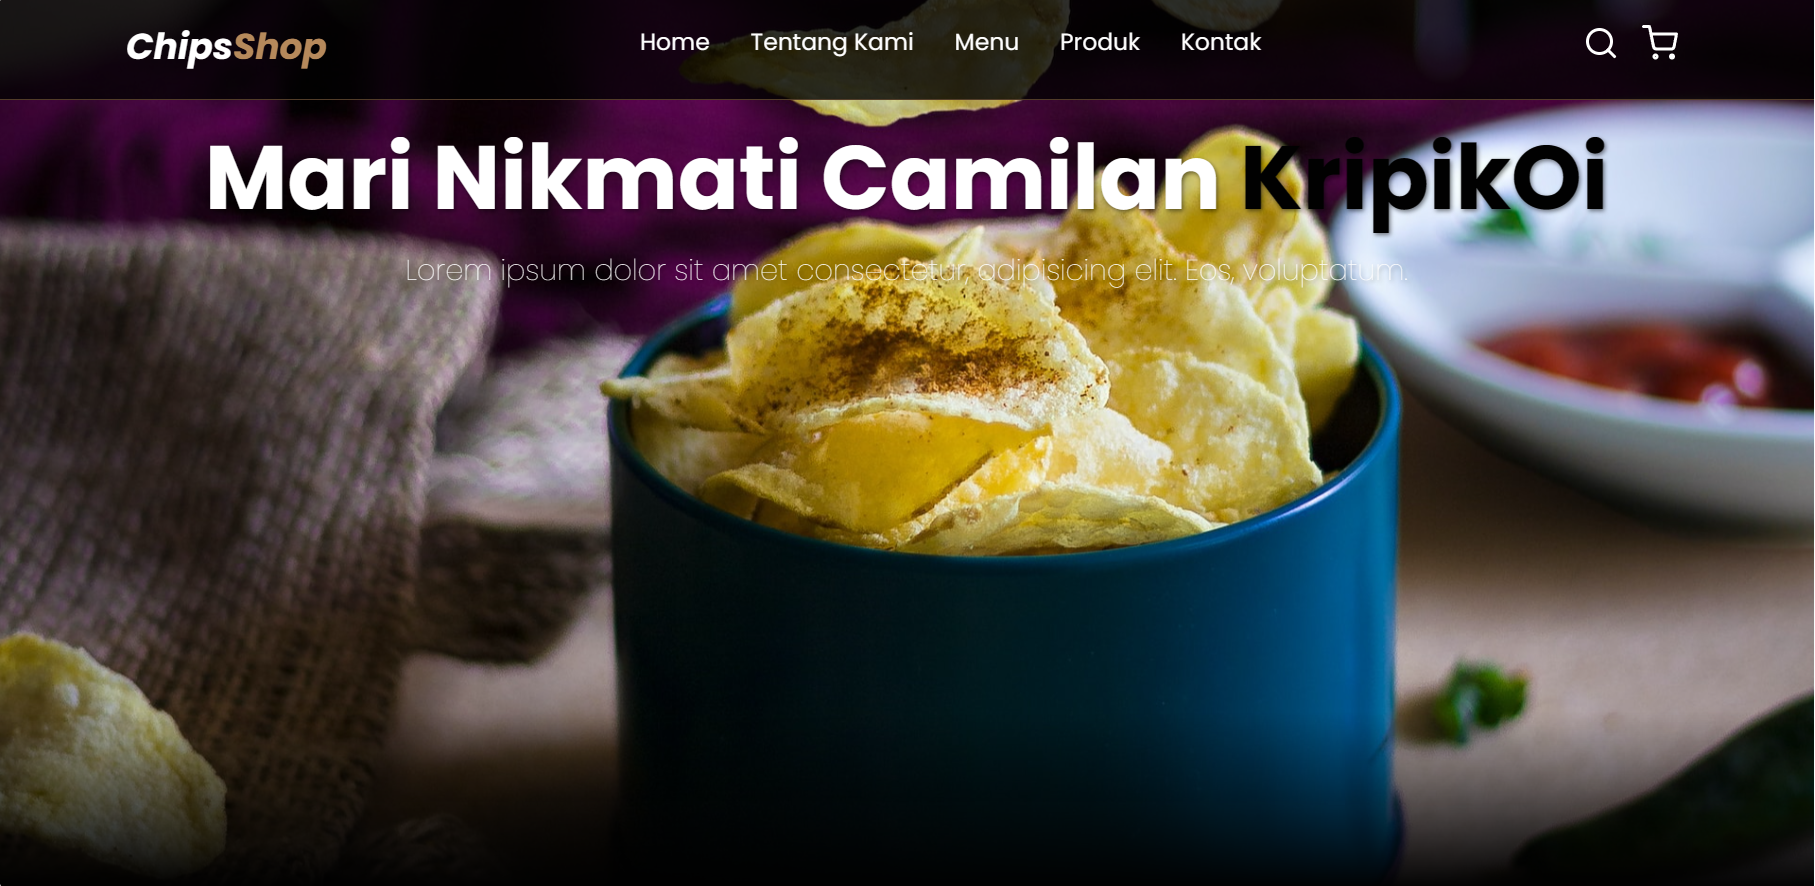 ChipsShop
Home Tentang Kami Menu Produk Kontak
Mari Nikmati Camilan KripikOi
Lorem ipsum dolor sit amet consectetur adipisicing elit. Eos, voluptatum.